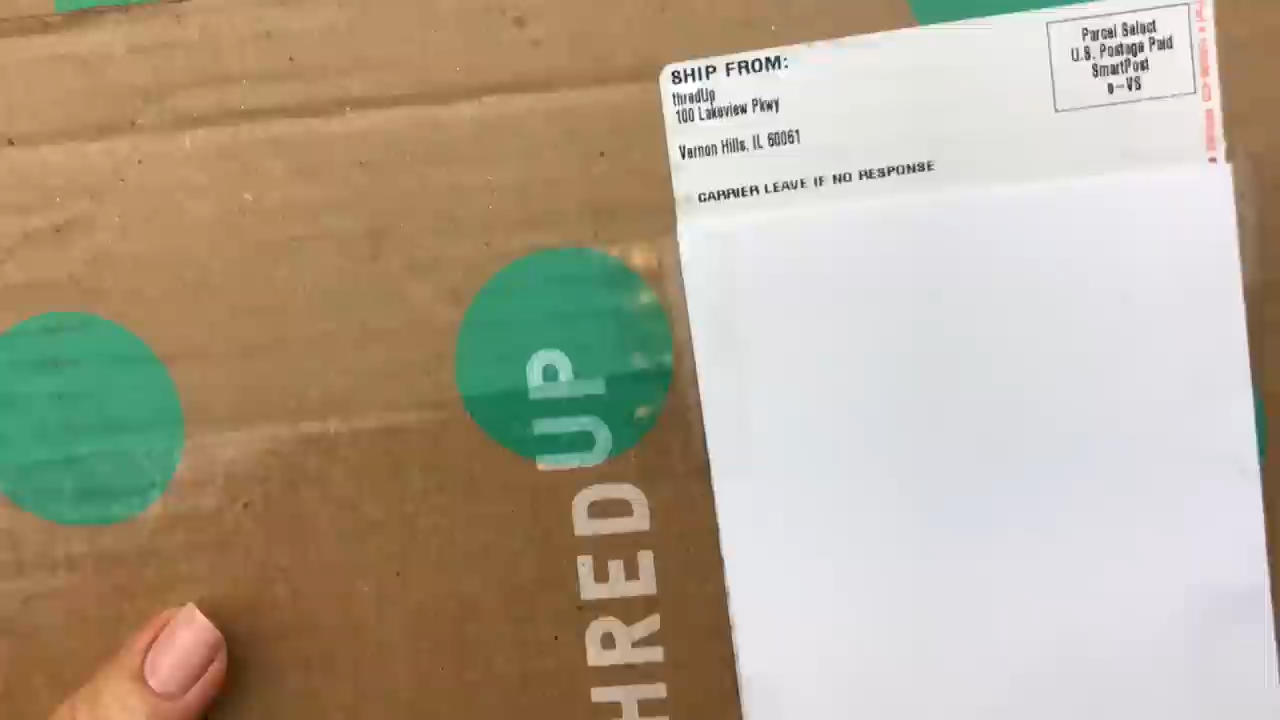 SHIP FROM:
thredUp
100 Lakeview Pkwy
Vernon Hills, IL 60061
CARRIER LEAVE IF NO RESPONSE
Parcel Select
U.S. Postage Paid
SmartPost
e-VS
HREDUP